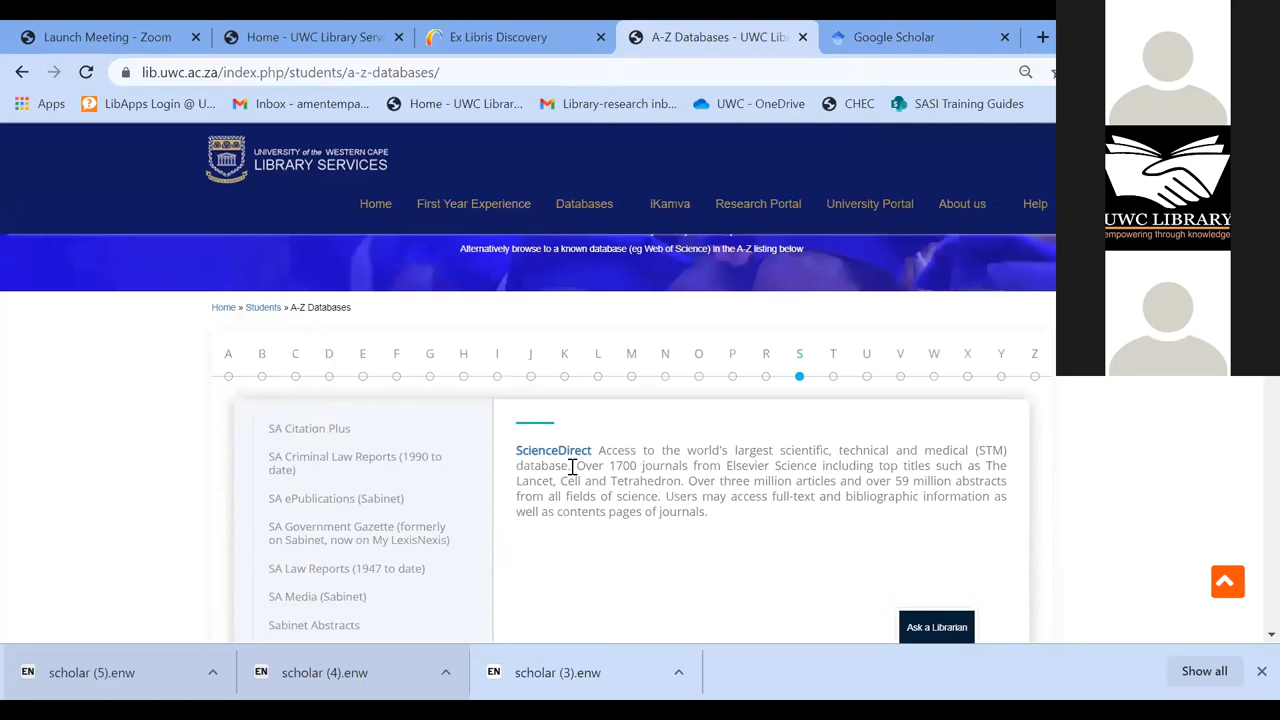 Launch Meeting - Zoom
Home - UWC Library Serv
Ex Libris Discovery
A-Z Databases - UWC Lib
Google Scholar
lib.uwc.ac.za/index.php/students/a-z-databases/
Apps
LibApps Login @ U...
Inbox - amentempa...
Home - UWC Librar...
Library-research inb...
UWC - OneDrive
CHEC
SASI Training Guides
UNIVERSITY of the WESTERN CAPE
LIBRARY SERVICES
Home First Year Experience Databases iKamva Research Portal University Portal About us Help
Alternatively browse to a known database (eg Web of Science) in the A-Z listing below
Home » Students » A-Z Databases
A B C D E F G H I J K L M N O P R S T U V W X Y Z
SA Citation Plus
SA Criminal Law Reports (1990 to
date)
SA ePublications (Sabinet)
SA Government Gazette (formerly
on Sabinet, now on My LexisNexis)
SA Law Reports (1947 to date)
SA Media (Sabinet)
Sabinet Abstracts
ScienceDirect Access to the world's largest scientific, technical and medical (STM)
database. Over 1700 journals from Elsevier Science including top titles such as The
Lancet, Cell and Tetrahedron. Over three million articles and over 59 million abstracts
from all fields of science. Users may access full-text and bibliographic information as
well as contents pages of journals.
Ask a Librarian
EN scholar (5).enw
EN scholar (4).enw
EN scholar (3).enw
Show all
UWC LIBRARY
empowering through knowledge